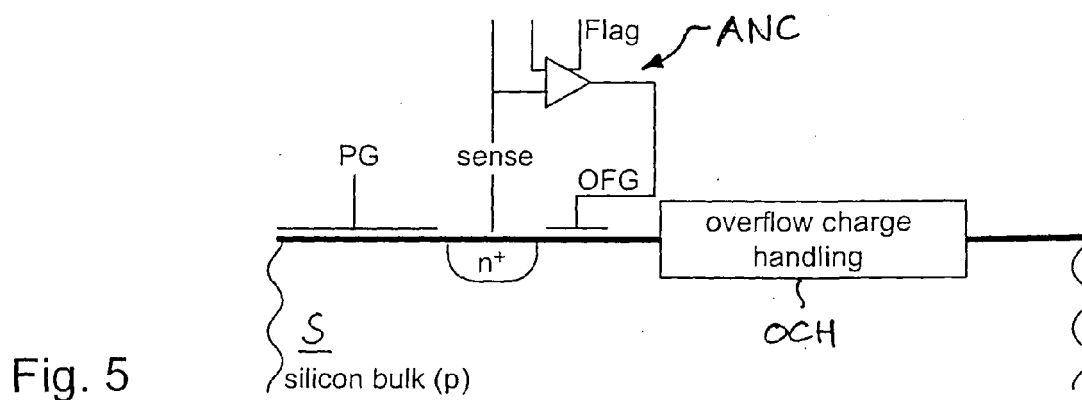 Flag
ANC
PG
sense
OFG
overflow charge
handling
n+
S
OCH
silicon bulk (p)
Fig. 5